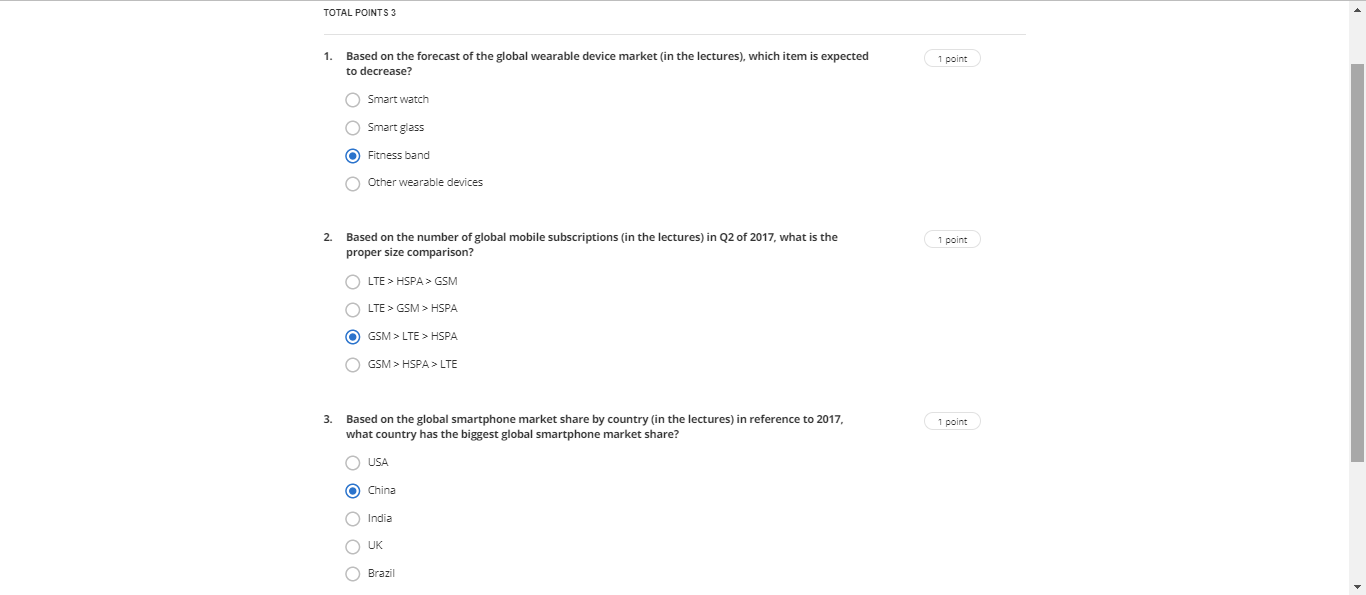 TOTAL POINTS 3
1. Based on the forecast of the global wearable device market (in the lectures), which item is expected
to decrease?
1 point
Smart watch
Smart glass
Fitness band
Other wearable devices
2. Based on the number of global mobile subscriptions (in the lectures) in Q2 of 2017, what is the
proper size comparison?
1 point
LTE > HSPA > GSM
LTE > GSM > HSPA
GSM > LTE > HSPA
GSM > HSPA > LTE
3. Based on the global smartphone market share by country (in the lectures) in reference to 2017,
what country has the biggest global smartphone market share?
1 point
USA
China
India
UK
Brazil